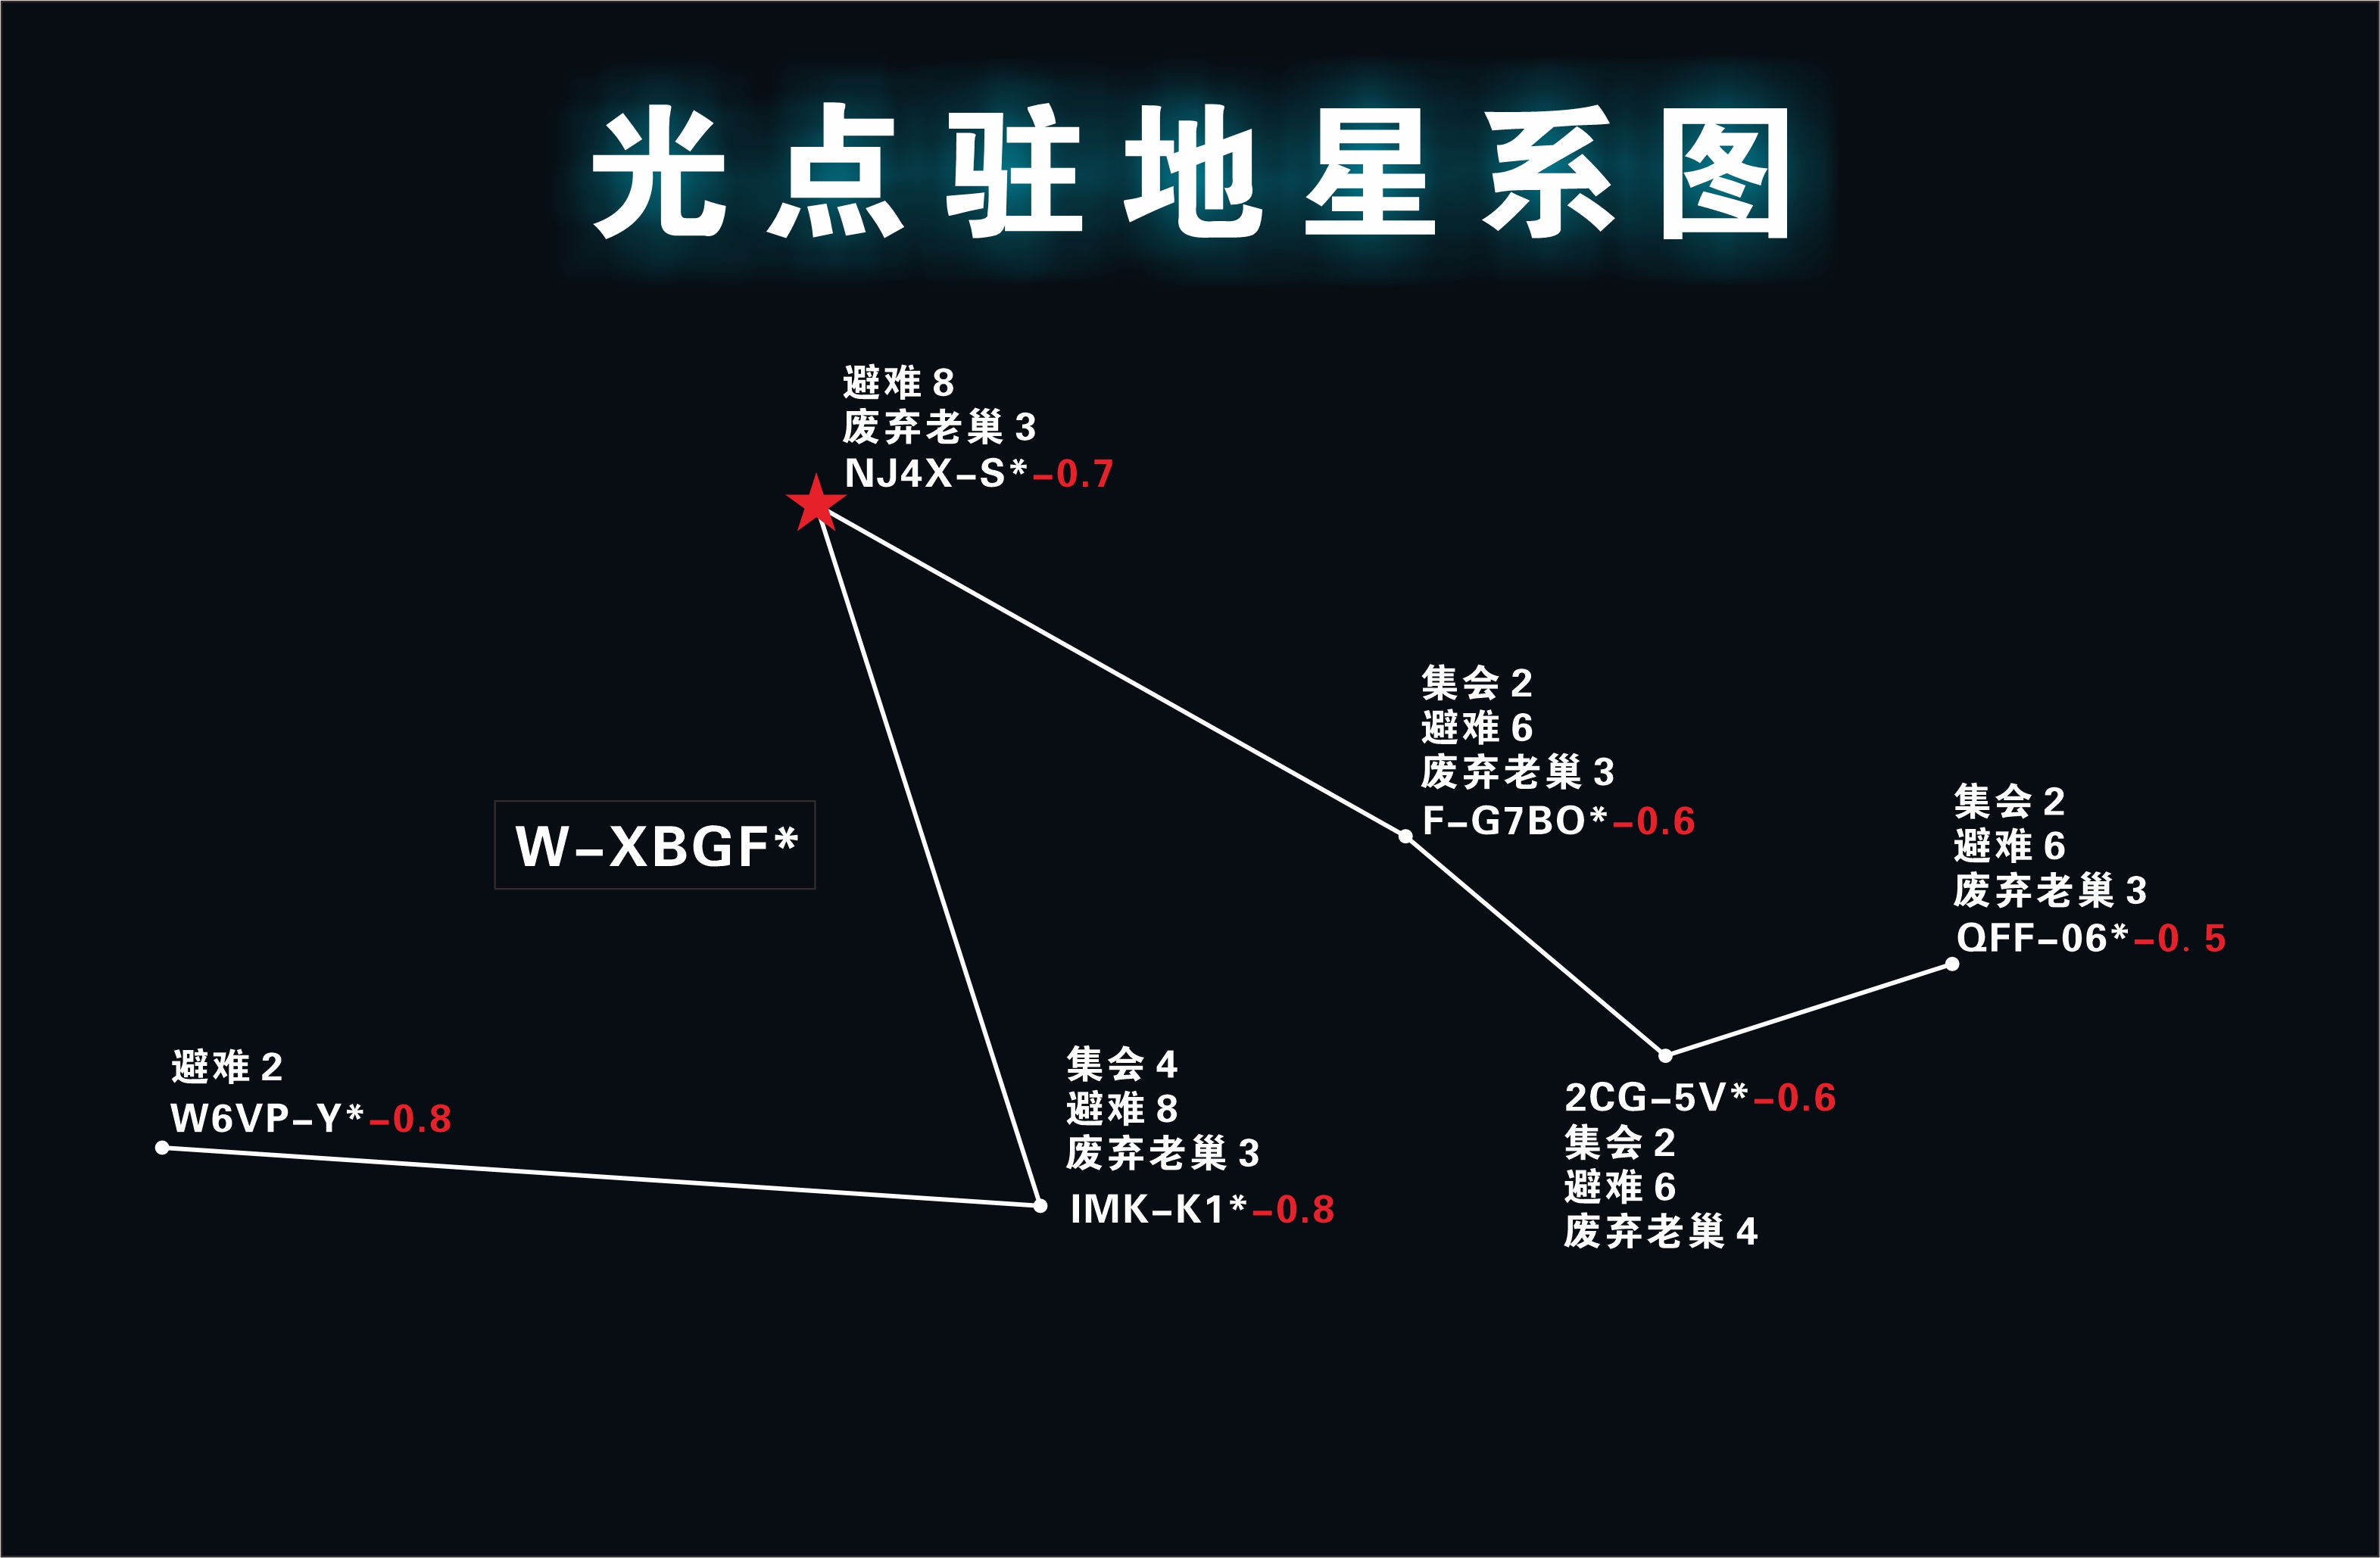 光点驻地星系图
避难 8
废弃老巢 3
NJ4X-S*-0.7
集会 2
避难 6
废弃老巢 3
F-G7BO*-0.6
集会 2
避难 6
废弃老巢 3
QFF-06*-0.5
W-XBGF*
避难 2
W6VP-Y*-0.8
集会 4
避难 8
废弃老巢 3
IMK-K1*-0.8
2CG-5V*-0.6
集会 2
避难 6
废弃老巢 4